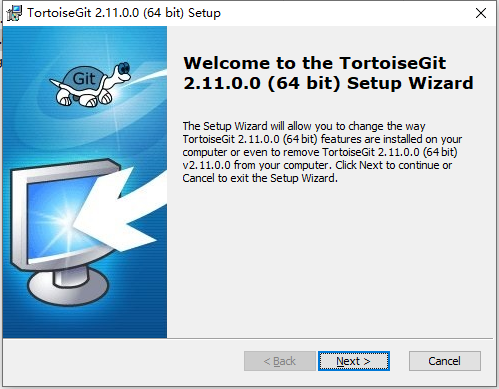 TortoiseGit 2.11.0.0 (64 bit) Setup
Git
Welcome to the TortoiseGit
2.11.0.0 (64 bit) Setup Wizard
The Setup Wizard will allow you to change the way
TortoiseGit 2.11.0.0 (64 bit) features are installed on your
computer or even to remove TortoiseGit 2.11.0.0 (64 bit)
v2.11.0.0 from your computer. Click Next to continue or
Cancel to exit the Setup Wizard.
< Back
Next >
Cancel